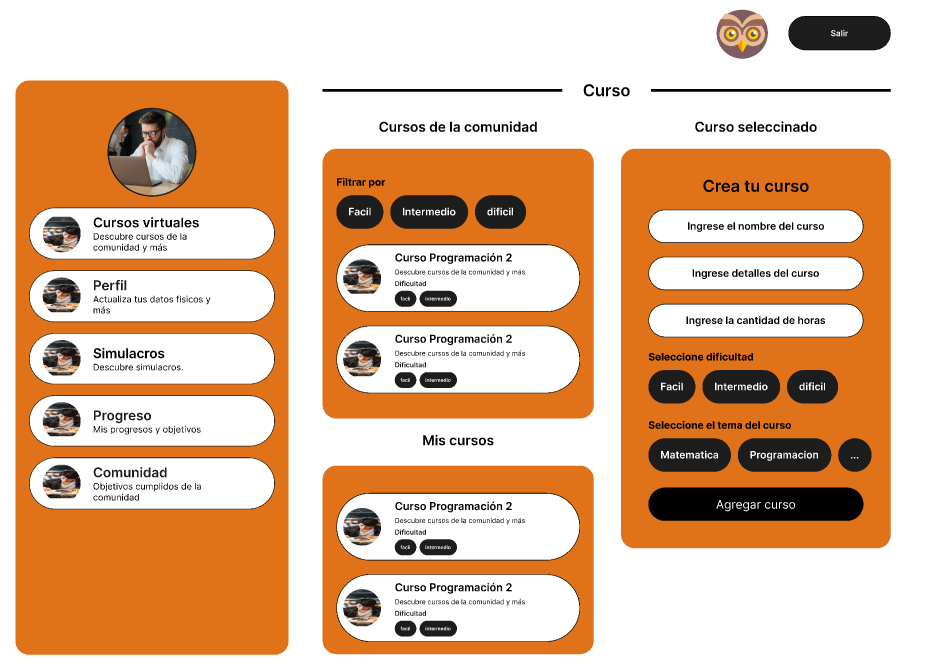 Salir
Cursos virtuales
Descubre cursos de la
comunidad y más
Perfil
Actualiza tus datos fisicos y
más
Simulacros
Descubre simulacros.
Progreso
Mis progresos y objetivos
Comunidad
Objetivos cumplidos de la
comunidad
Curso
Cursos de la comunidad
Filtrar por
Facil Intermedio dificil
Curso Programación 2
Descubre cursos de la comunidad y más
Dificultad
facil intermedio
Curso Programación 2
Descubre cursos de la comunidad y más
Dificultad
facil intermedio
Mis cursos
Curso Programación 2
Descubre cursos de la comunidad y más
Dificultad
facil intermedio
Curso Programación 2
Descubre cursos de la comunidad y más
Dificultad
facil intermedio
Curso seleccinado
Crea tu curso
Ingrese el nombre del curso
Ingrese detalles del curso
Ingrese la cantidad de horas
Seleccione dificultad
Facil Intermedio dificil
Seleccione el tema del curso
Matematica Programacion ...
Agregar curso